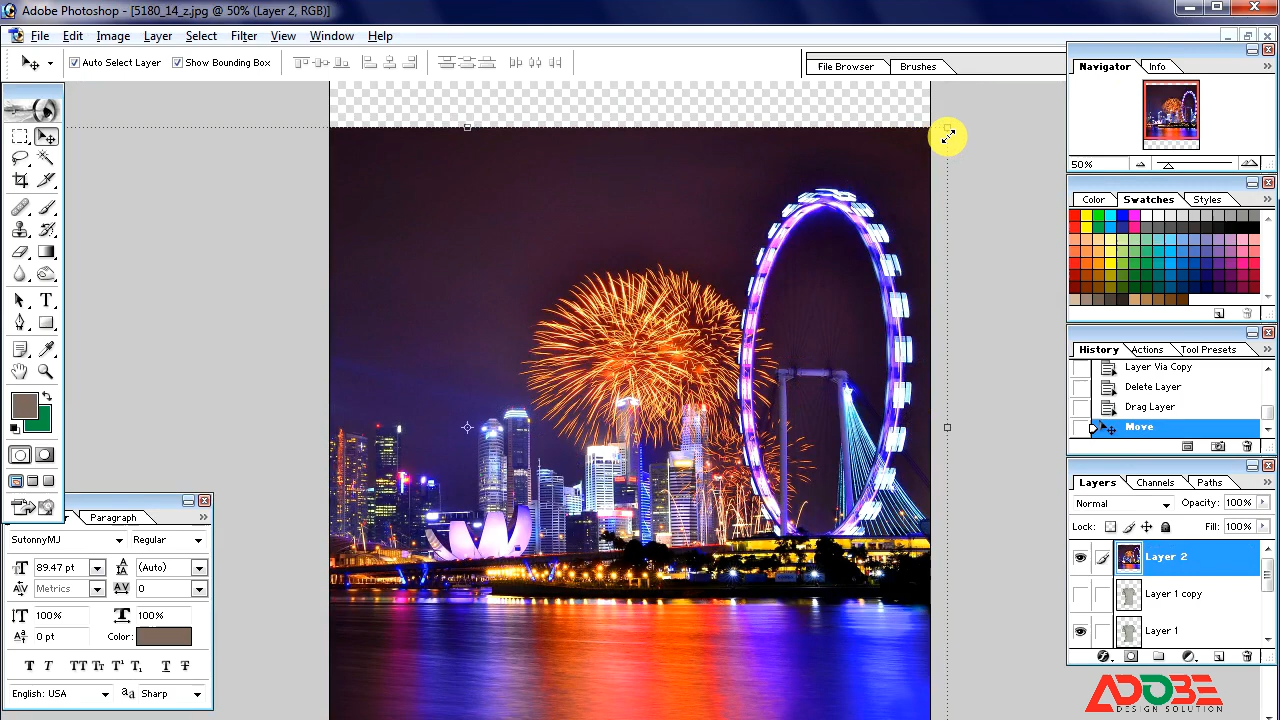 Adobe Photoshop - [5180_14_z.jpg @ 50% (Layer 2, RGB)]
File Edit Image Layer Select Filter View Window Help
Auto Select Layer Show Bounding Box File Browser Brushes
Navigator Info
50%
Color Swatches Styles
History Actions Tool Presets
Layer Via Copy
Delete Layer
Drag Layer
Move
Layers Channels Paths
Normal Opacity: 100%
Lock: Fill: 100%
Layer 2
Layer 1 copy
Layer 1
Paragraph
SutonnyMJ Regular
89.47 pt (Auto)
Metrics 0
100% 100%
0 pt Color:
T T TT Tr T¹ T₁ T T
English: USA aa Sharp
ADOBE
DESIGN SOLUTION